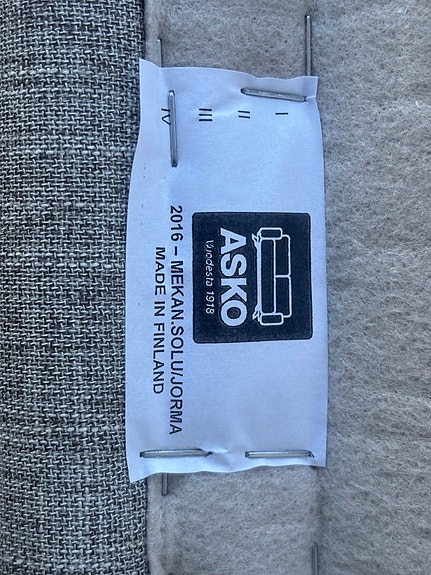 I II III IV
ASKO
Vuodesta 1918
2016 – MEKAN.SOLU/JORMA
MADE IN FINLAND